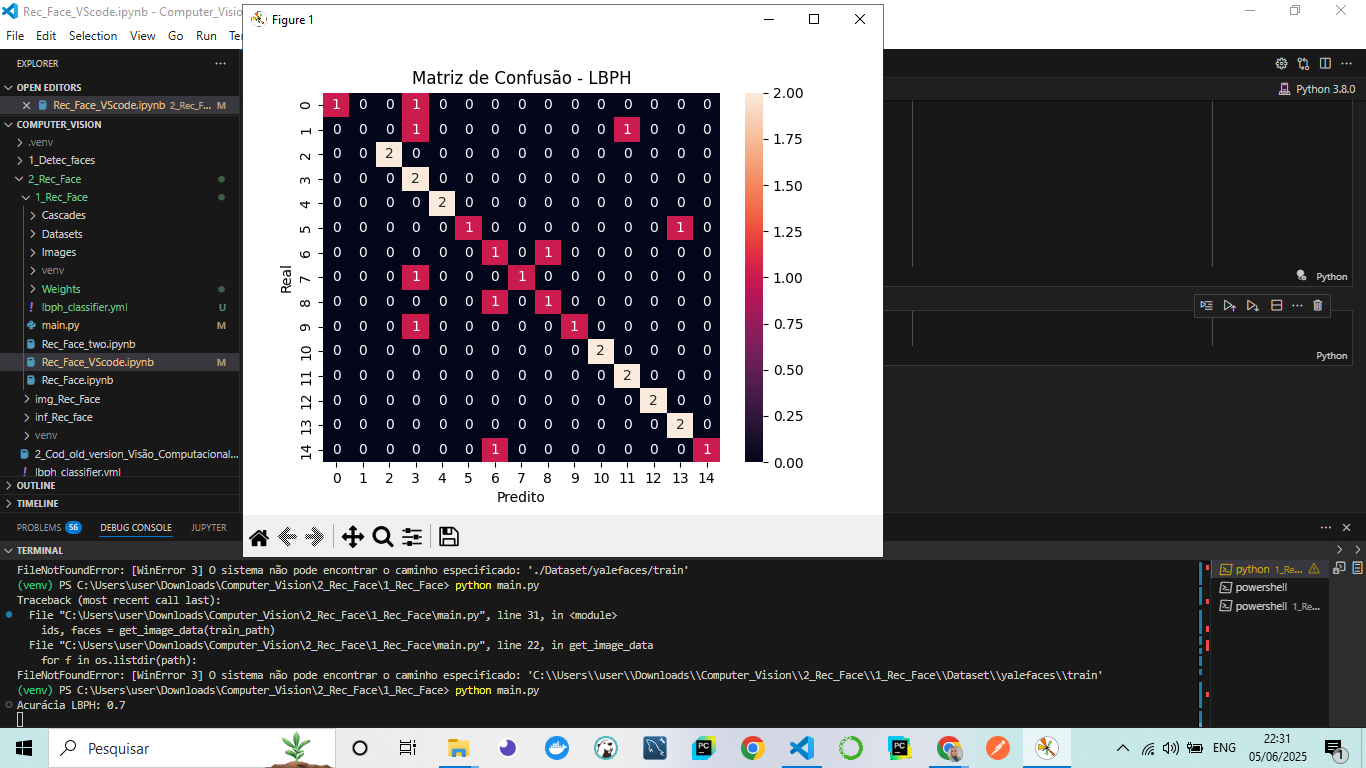 Rec_Face_VScode.ipynb - Computer_Vis
File Edit Selection View Go Run Ter
Figure 1
EXPLORER
OPEN EDITORS
Rec_Face_VScode.ipynb 2_Rec_F... M
COMPUTER_VISION
.venv
1_Detec_faces
2_Rec_Face
1_Rec_Face
Cascades
Datasets
Images
venv
Weights
lbph_classifier.yml U
main.py M
Rec_Face_two.ipynb
Rec_Face_VScode.ipynb M
Rec_Face.ipynb
img_Rec_Face
inf_Rec_face
venv
2_Cod_old_version_Visão_Computacional...
lbph_classifier.yml
OUTLINE
TIMELINE
Matriz de Confusão - LBPH
Real
0 1 0 0 1 0 0 0 0 0 0 0 0 0 0 0
1 0 0 0 1 0 0 0 0 0 0 0 1 0 0 0
2 0 0 2 0 0 0 0 0 0 0 0 0 0 0 0
3 0 0 0 2 0 0 0 0 0 0 0 0 0 0 0
4 0 0 0 0 2 0 0 0 0 0 0 0 0 0 0
5 0 0 0 0 0 1 0 0 0 0 0 0 0 1 0
6 0 0 0 0 0 0 1 0 1 0 0 0 0 0 0
7 0 0 0 1 0 0 0 1 0 0 0 0 0 0 0
8 0 0 0 0 0 0 1 0 1 0 0 0 0 0 0
9 0 0 0 1 0 0 0 0 0 1 0 0 0 0 0
10 0 0 0 0 0 0 0 0 0 0 2 0 0 0 0
11 0 0 0 0 0 0 0 0 0 0 0 2 0 0 0
12 0 0 0 0 0 0 0 0 0 0 0 0 2 0 0
13 0 0 0 0 0 0 0 0 0 0 0 0 0 2 0
14 0 0 0 0 0 0 1 0 0 0 0 0 0 0 1
0 1 2 3 4 5 6 7 8 9 10 11 12 13 14
Predito
2.00
1.75
1.50
1.25
1.00
0.75
0.50
0.25
0.00
Python 3.8.0
Python
Python
PROBLEMS 56 DEBUG CONSOLE JUPYTER
TERMINAL
FileNotFoundError: [WinError 3] O sistema não pode encontrar o caminho especificado: './Dataset/yalefaces/train'
(venv) PS C:\Users\user\Downloads\Computer_Vision\2_Rec_Face\1_Rec_Face> python main.py
Traceback (most recent call last):
File "C:\Users\user\Downloads\Computer_Vision\2_Rec_Face\1_Rec_Face\main.py", line 31, in <module>
ids, faces = get_image_data(train_path)
File "C:\Users\user\Downloads\Computer_Vision\2_Rec_Face\1_Rec_Face\main.py", line 22, in get_image_data
for f in os.listdir(path):
FileNotFoundError: [WinError 3] O sistema não pode encontrar o caminho especificado: 'C:\\Users\\user\\Downloads\\Computer_Vision\\2_Rec_Face\\1_Rec_Face\\Dataset\\yalefaces\\train'
(venv) PS C:\Users\user\Downloads\Computer_Vision\2_Rec_Face\1_Rec_Face> python main.py
Acurácia LBPH: 0.7
python 1_Re...
powershell
powershell 1_Re...
Pesquisar
PC
PC
ENG
22:31
05/06/2025
1